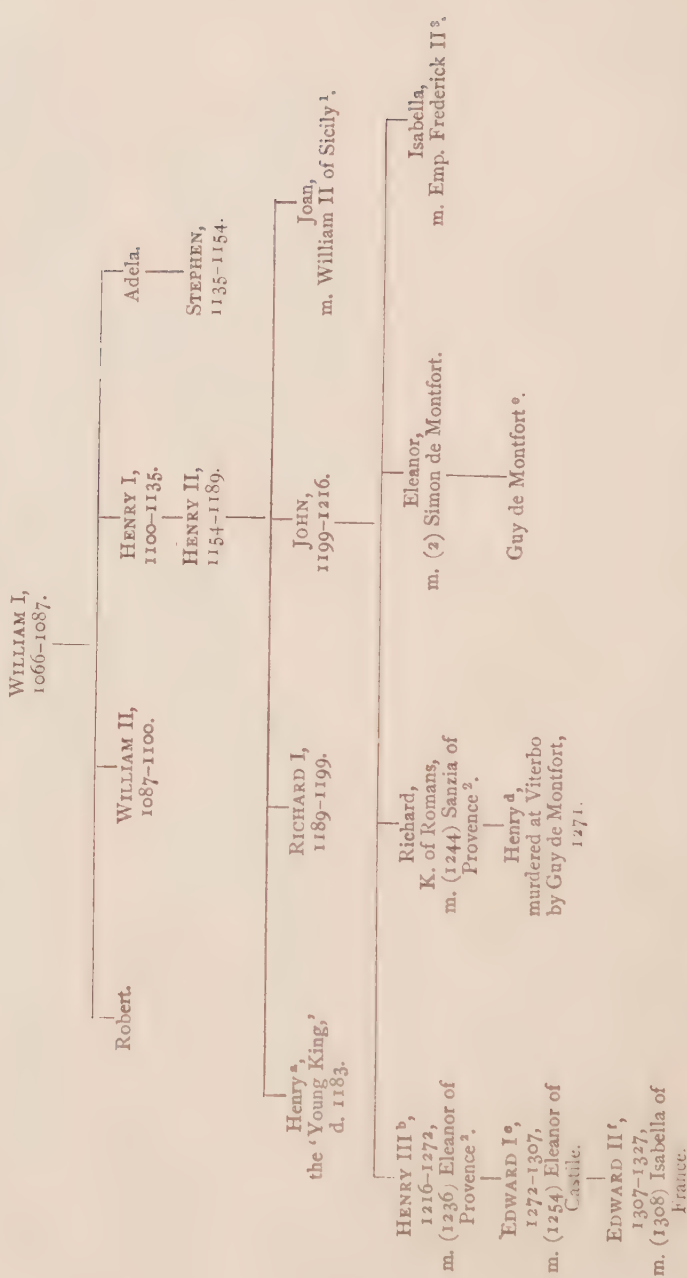 WILLIAM I,
1066-1087.
Robert.
WILLIAM II,
1087-1100.
HENRY I,
1100-1135.
Adela.
HENRY II,
1154-1189.
STEPHEN,
1135-1154.
Henry ᵃ,
the ‘Young King,’
d. 1183.
RICHARD I,
1189-1199.
JOHN,
1199-1216.
Joan,
m. William II of Sicily ¹.
HENRY III ᵇ,
1216-1272,
m. (1236) Eleanor of
Provence ².
Richard,
K. of Romans,
m. (1244) Sanzia of
Provence ².
Eleanor,
m. (2) Simon de Montfort.
Isabella,
m. Emp. Frederick II ³.
EDWARD I ᵉ,
1272-1307,
m. (1254) Eleanor of
Castile.
Henry ᵈ,
murdered at Viterbo
by Guy de Montfort,
1271.
Guy de Montfort ᵉ.
EDWARD II ᶠ,
1307-1327,
m. (1308) Isabella of
France.